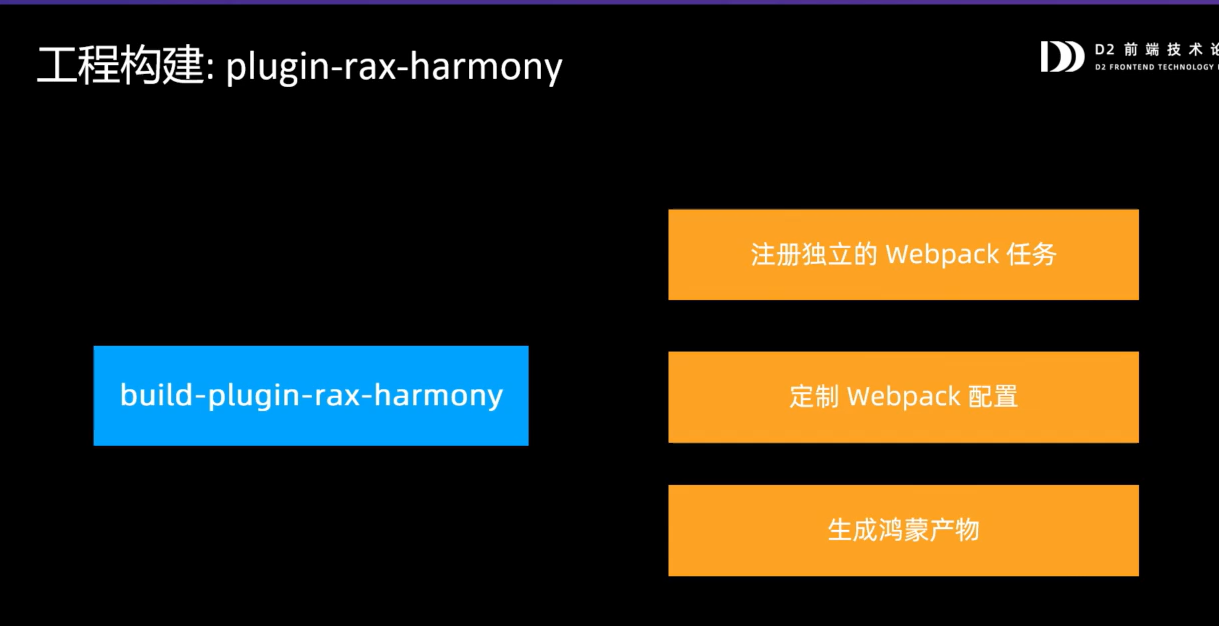 工程构建: plugin-rax-harmony
D2 前 端 技 术
D2 FRONTEND TECHNOLOGY
注册独立的 Webpack 任务
build-plugin-rax-harmony
定制 Webpack 配置
生成鸿蒙产物